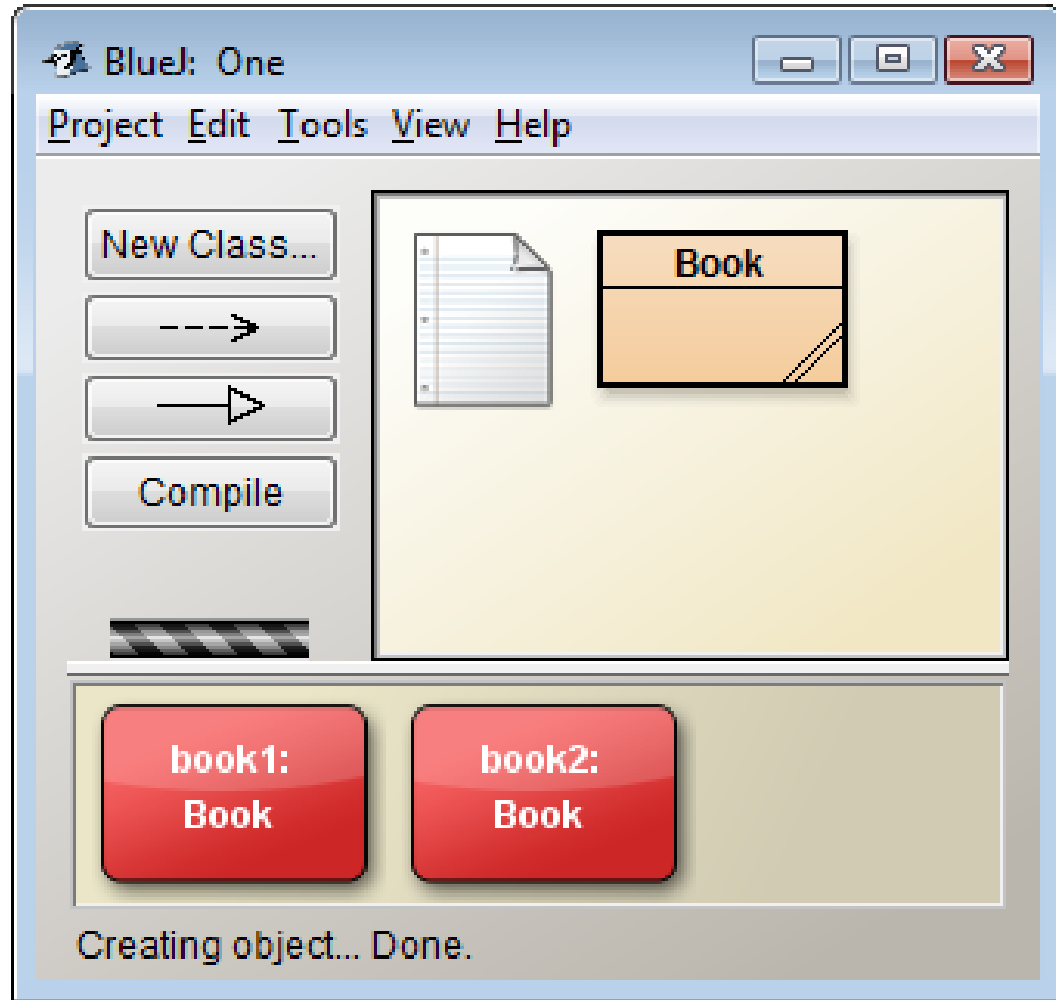 BlueJ: One
Project Edit Tools View Help
New Class...
Compile
Book
book1:
Book
book2:
Book
Creating object... Done.